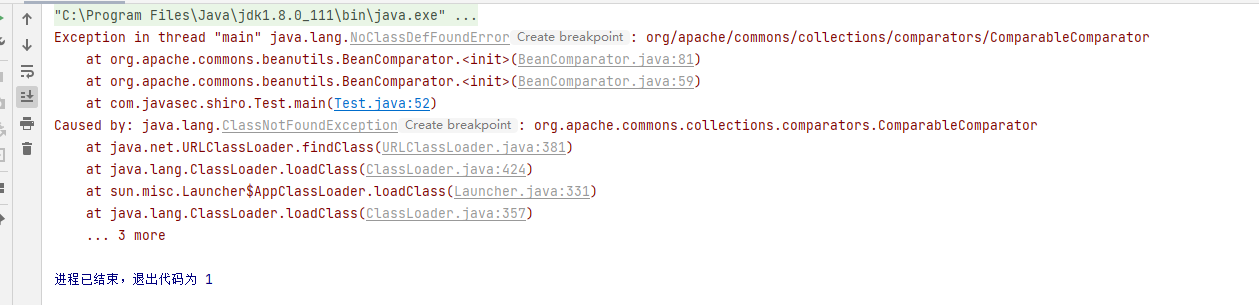 "C:\Program Files\Java\jdk1.8.0_111\bin\java.exe" ...
Exception in thread "main" java.lang.NoClassDefFoundError Create breakpoint : org/apache/commons/collections/comparators/ComparableComparator
at org.apache.commons.beanutils.BeanComparator.<init>(BeanComparator.java:81)
at org.apache.commons.beanutils.BeanComparator.<init>(BeanComparator.java:59)
at com.javasec.shiro.Test.main(Test.java:52)
Caused by: java.lang.ClassNotFoundException Create breakpoint : org.apache.commons.collections.comparators.ComparableComparator
at java.net.URLClassLoader.findClass(URLClassLoader.java:381)
at java.lang.ClassLoader.loadClass(ClassLoader.java:424)
at sun.misc.Launcher$AppClassLoader.loadClass(Launcher.java:331)
at java.lang.ClassLoader.loadClass(ClassLoader.java:357)
... 3 more
进程已结束，退出代码为 1